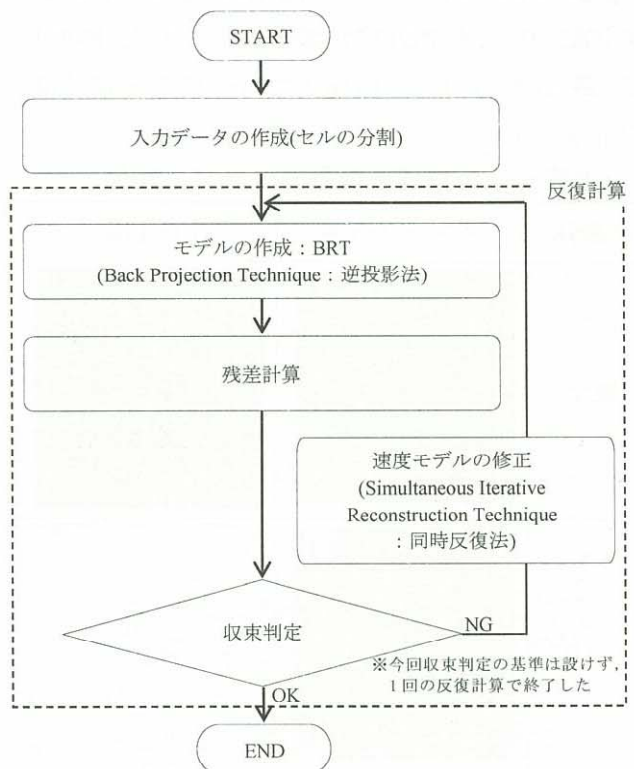 START
入力データの作成(セルの分割)
反復計算
モデルの作成：BRT
(Back Projection Technique：逆投影法)
残差計算
速度モデルの修正
(Simultaneous Iterative
Reconstruction Technique
：同時反復法)
収束判定
NG
※今回収束判定の基準は設けず,
1回の反復計算で終了した
OK
END